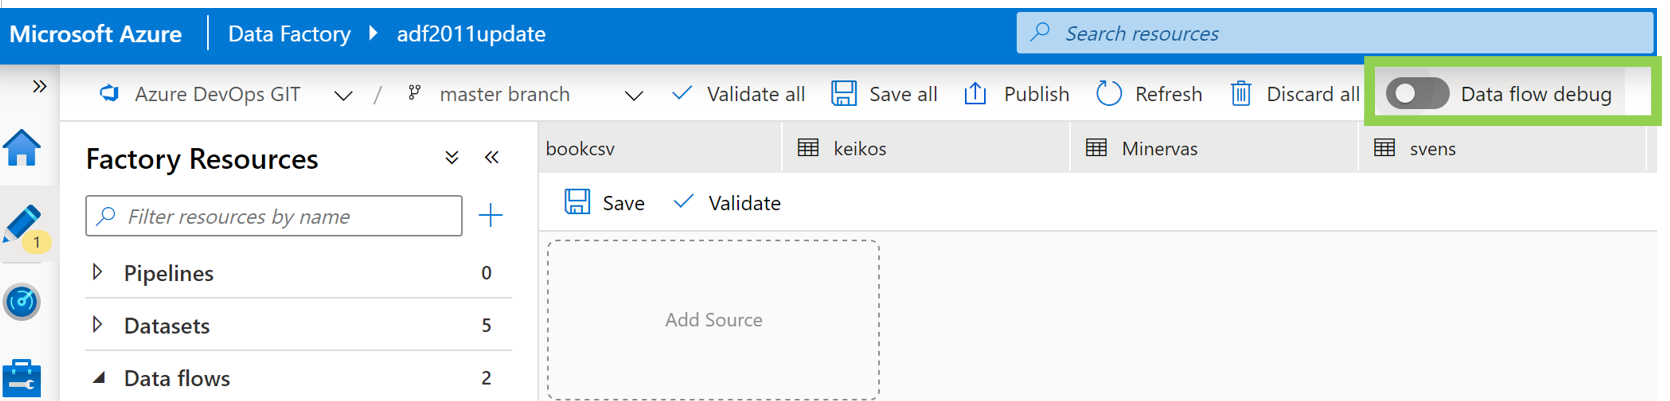 Microsoft Azure Data Factory adf2011update Search resources
Azure DevOps GIT / master branch Validate all Save all Publish Refresh Discard all Data flow debug
Factory Resources
bookcsv keikos Minervas svens
Save Validate
Filter resources by name
1
Pipelines 0
Datasets 5
Add Source
Data flows 2